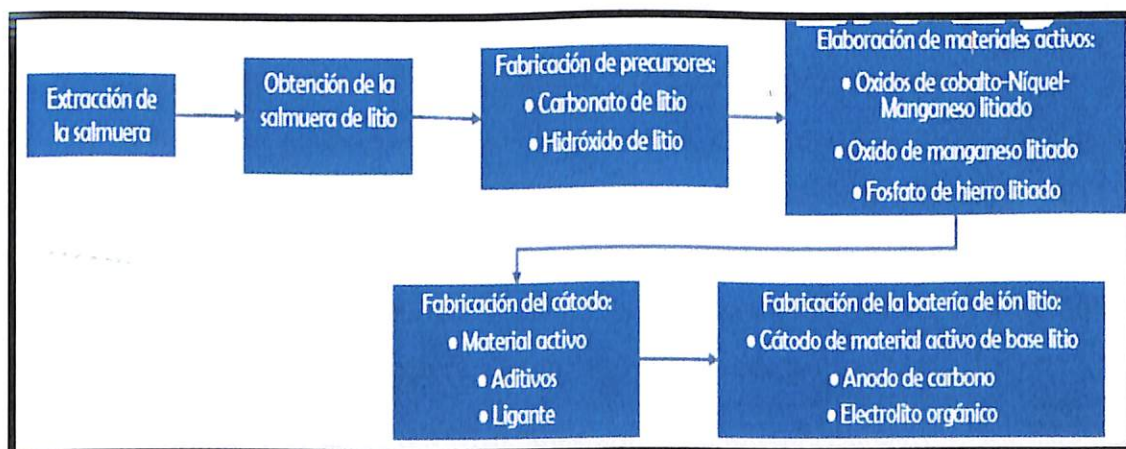 Extracción de
la salmuera
Obtención de la
salmuera de litio
Fabricación de precursores:
• Carbonato de litio
• Hidróxido de litio
Elaboración de materiales activos:
• Oxidos de cobalto-Níquel-
Manganeso litiado
• Oxido de manganeso litiado
• Fosfato de hierro litiado
Fabricación del cátodo:
• Material activo
• Aditivos
• Ligante
Fabricación de la batería de ión litio:
• Cátodo de material activo de base litio
• Anodo de carbono
• Electrolito orgánico